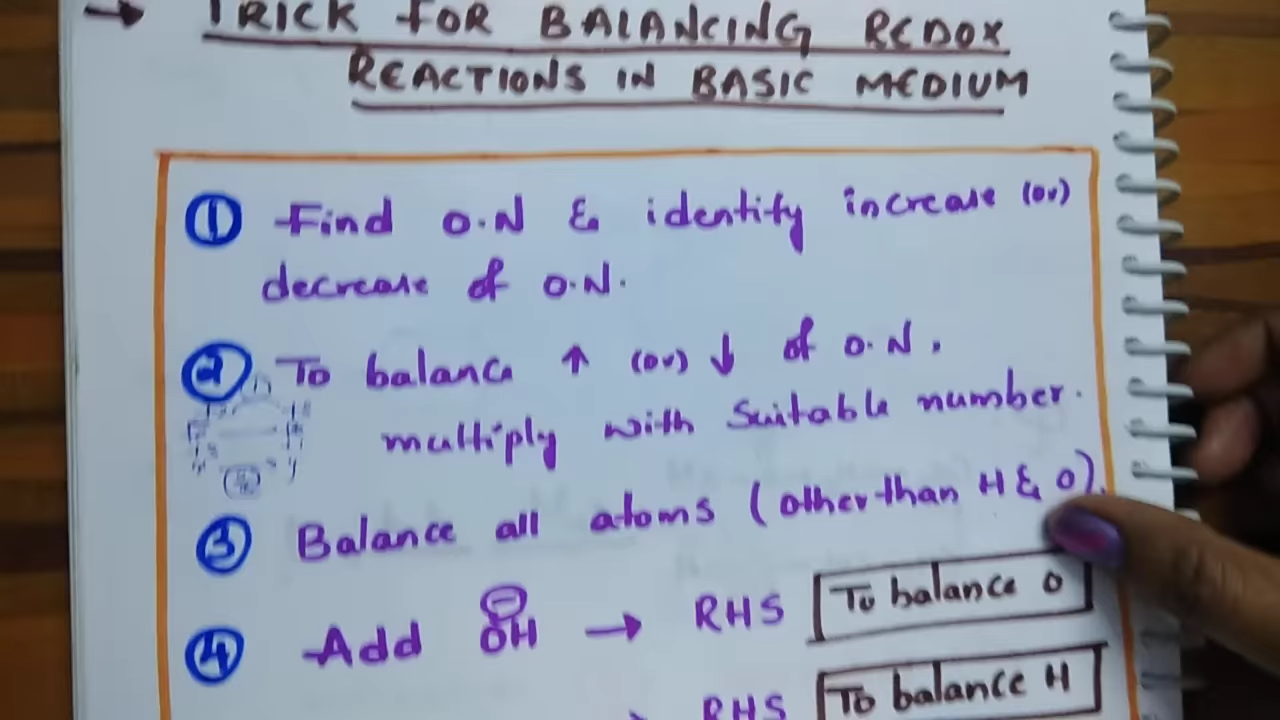 → TRICK FOR BALANCING REDOX
REACTIONS IN BASIC MEDIUM
① Find O.N & identify increase (or)
decrease of O.N.
② To balance ↑ (or) ↓ of O.N.
multiply with suitable number.
③ Balance all atoms (other than H & O).
④ Add ⊖OH → RHS [To balance O]
→ RHS [To balance H]